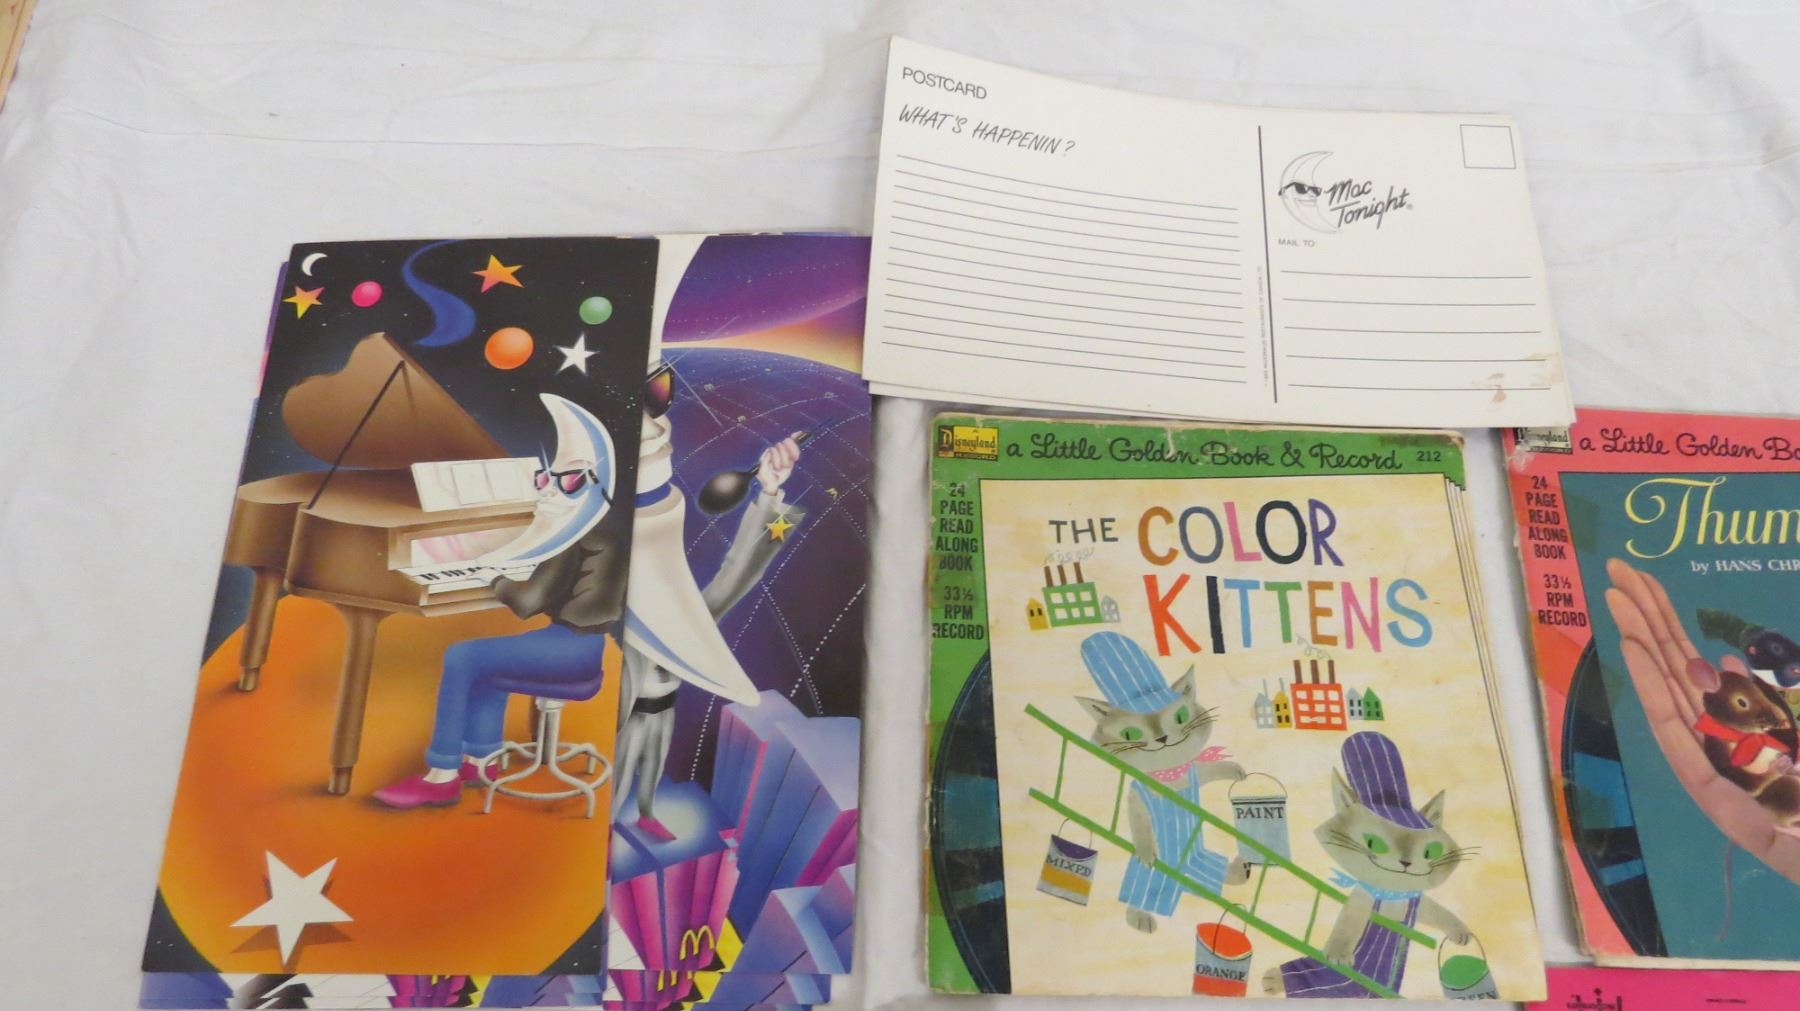 POSTCARD
WHAT'S HAPPENIN?
Mac
Tonight
MAIL TO:
Disneyland
a Little Golden Book & Record 212
24
PAGE
READ
ALONG
BOOK
33⅓
RPM
RECORD
THE COLOR
KITTENS
PAINT
MIXED
ORANGE
GREEN
Disneyland
a Little Golden Bo
24
PAGE
READ
ALONG
BOOK
33⅓
RPM
RECORD
Thum
by HANS CHR